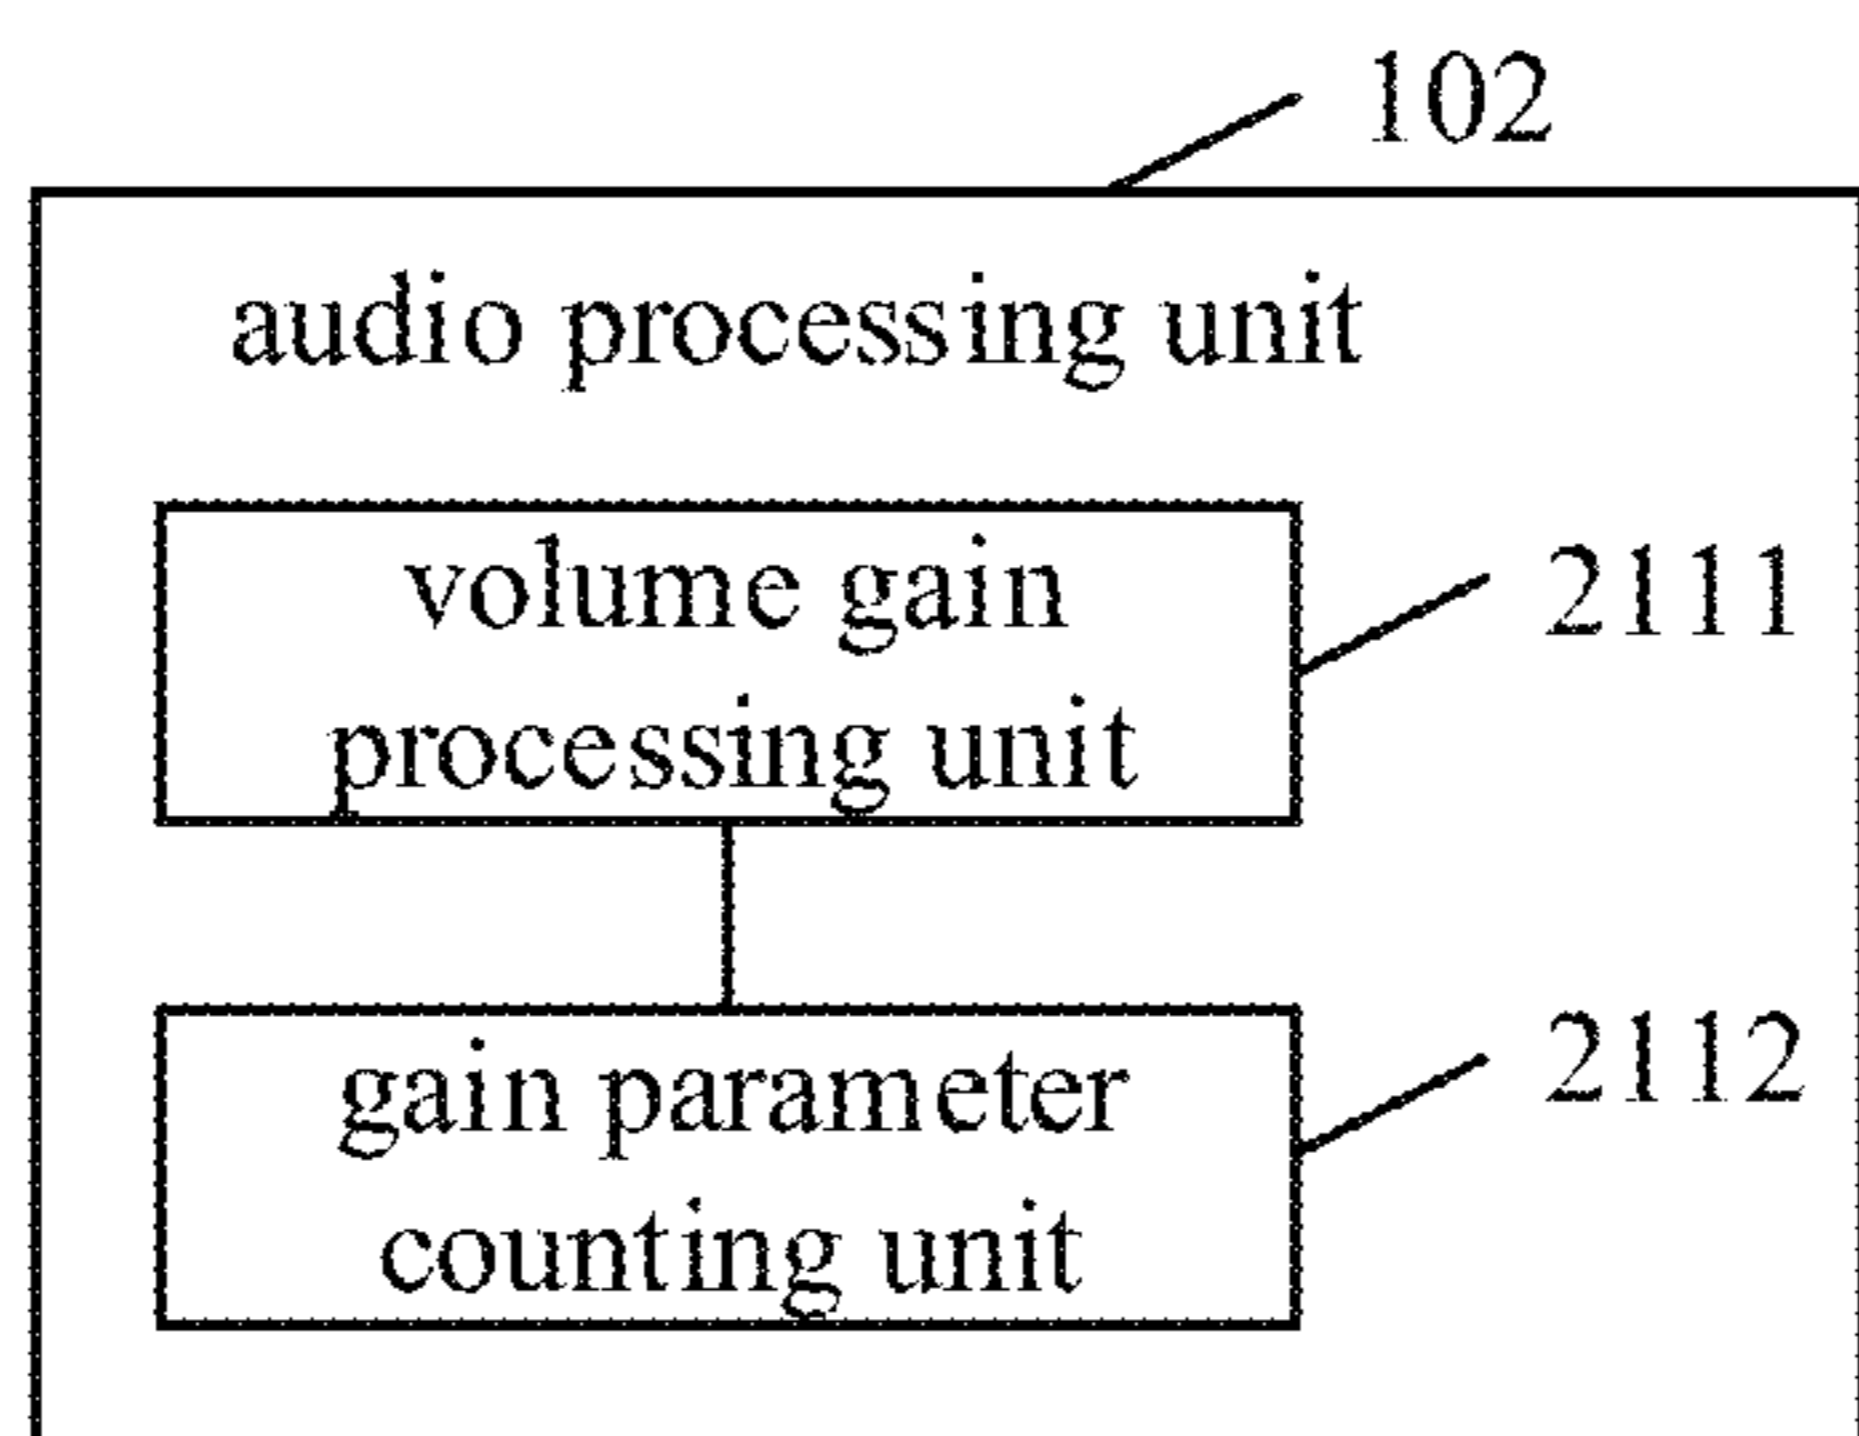 102
audio processing unit
volume gain
processing unit
2111
gain parameter
counting unit
2112